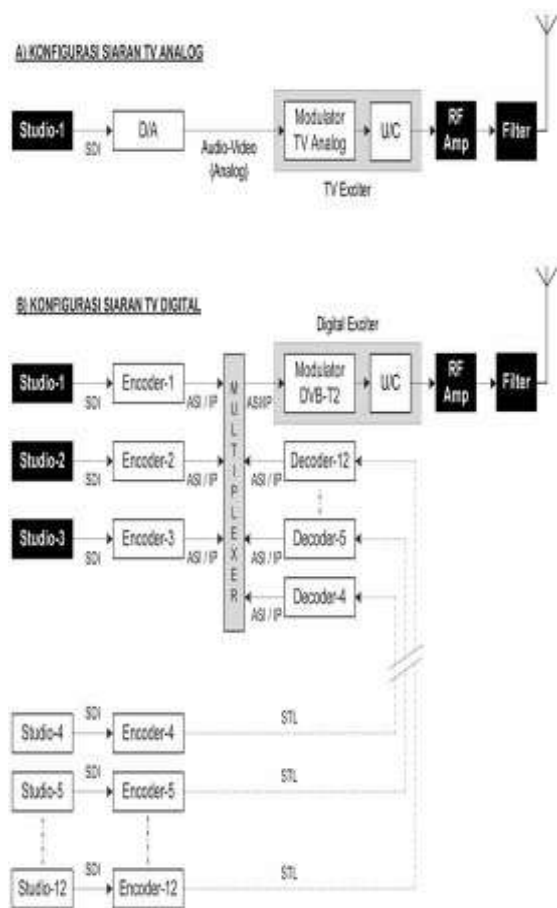 A) KONFIGURASI SIARAN TV ANALOG
Studio-1
SDI
D/A
Audio-Video
(Analog)
Modulator
TV Analog
U/C
TV Exciter
RF
Amp
Filter
B) KONFIGURASI SIARAN TV DIGITAL
Digital Exciter
Studio-1
SDI
Encoder-1
ASI / IP
MULTIPLEXER
ASI/IP
Modulator
DVB-T2
U/C
RF
Amp
Filter
Studio-2
SDI
Encoder-2
ASI / IP
ASI / IP
Decoder-12
Studio-3
SDI
Encoder-3
ASI / IP
ASI / IP
Decoder-5
ASI / IP
Decoder-4
Studio-4
SDI
Encoder-4
STL
Studio-5
SDI
Encoder-5
STL
Studio-12
SDI
Encoder-12
STL